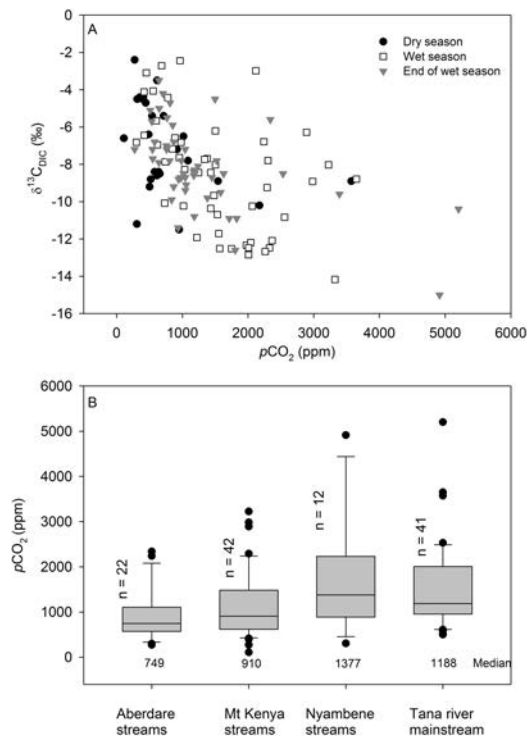 A
Dry season
Wet season
End of wet season
0
-2
-4
-6
-8
-10
-12
-14
-16
δ¹³C_DIC (‰)
0 1000 2000 3000 4000 5000 6000
pCO₂ (ppm)
B
6000
5000
4000
3000
2000
1000
0
pCO₂ (ppm)
n = 22
n = 42
n = 12
n = 41
749 910 1377 1188 Median
Aberdare streams
Mt Kenya streams
Nyambene streams
Tana river mainstream